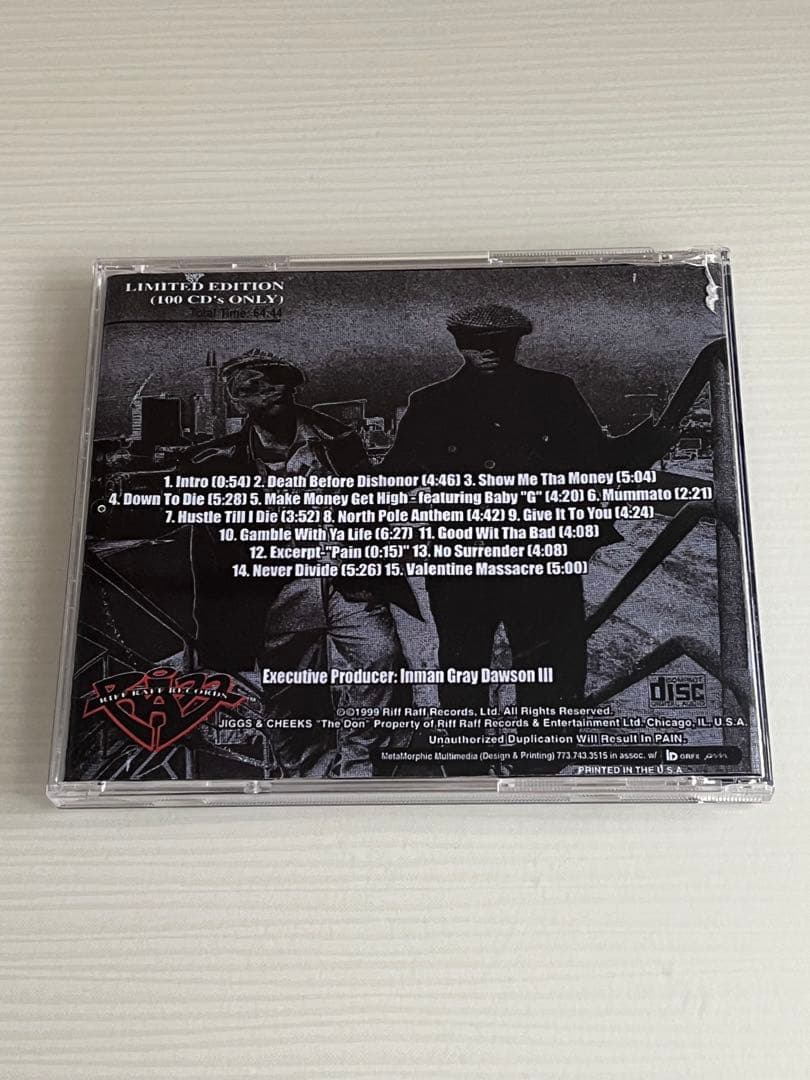 LIMITED EDITION
(100 CD's ONLY)
Total Time: 64:44
1. Intro (0:54) 2. Death Before Dishonor (4:46) 3. Show Me Tha Money (5:04)
4. Down To Die (5:28) 5. Make Money Get High - featuring Baby "G" (4:20) 6. Mummato (2:21)
7. Hustle Till I Die (3:52) 8. North Pole Anthem (4:42) 9. Give It To You (4:24)
10. Gamble With Ya Life (6:27) 11. Good Wit Tha Bad (4:08)
12. Excerpt-"Pain (0:15)" 13. No Surrender (4:08)
14. Never Divide (5:26) 15. Valentine Massacre (5:00)
Executive Producer: Inman Gray Dawson III
RIFF RAFF RECORDS
COMPACT
disc
DIGITAL AUDIO
℗©1999 Riff Raff Records, Ltd. All Rights Reserved.
JIGGS & CHEEKS "The Don" Property of Riff Raff Records & Entertainment Ltd. Chicago, IL, U.S.A.
Unauthorized Duplication Will Result In PAIN.
MetaMorphic Multimedia (Design & Printing) 773.743.3515 in assoc. w/
PRINTED IN THE U.S.A.